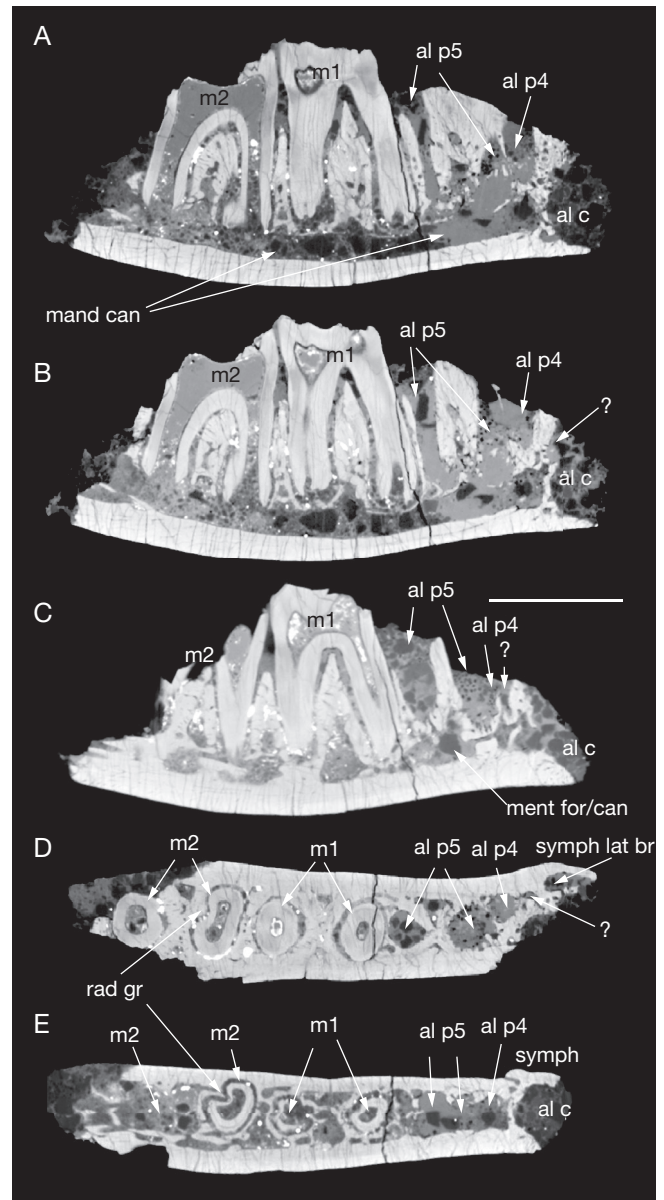 A
m2
m1
al p5
al p4
al c
mand can
B
m2
m1
al p5
al p4
?
al c
C
m2
m1
al p5
al p4
?
al c
ment for/can
D
m2
m1
al p5
al p4
symph lat br
?
rad gr
E
m2
m2
m1
al p5
al p4
symph
al c